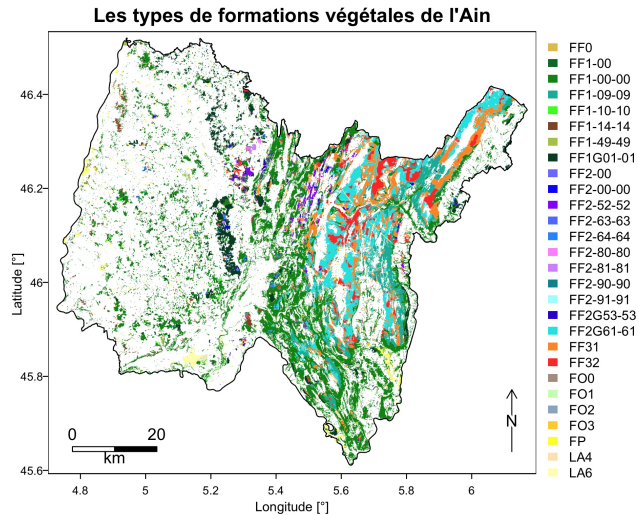 Les types de formations végétales de l'Ain
46.4
46.2
46
45.8
45.6
Latitude [°]
4.8
5
5.2
5.4
5.6
5.8
6
Longitude [°]
0
20
km
N
FF0
FF1-00
FF1-00-00
FF1-09-09
FF1-10-10
FF1-14-14
FF1-49-49
FF1G01-01
FF2-00
FF2-00-00
FF2-52-52
FF2-63-63
FF2-64-64
FF2-80-80
FF2-81-81
FF2-90-90
FF2-91-91
FF2G53-53
FF2G61-61
FF31
FF32
FO0
FO1
FO2
FO3
FP
LA4
LA6